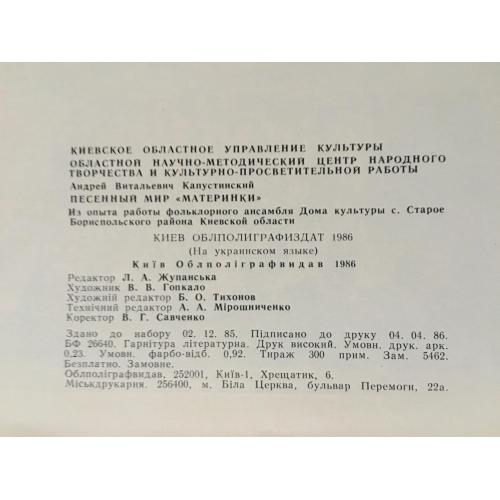 КИЕВСКОЕ ОБЛАСТНОЕ УПРАВЛЕНИЕ КУЛЬТУРЫ
ОБЛАСТНОЙ НАУЧНО-МЕТОДИЧЕСКИЙ ЦЕНТР НАРОДНОГО
ТВОРЧЕСТВА И КУЛЬТУРНО-ПРОСВЕТИТЕЛЬНОЙ РАБОТЫ
Андрей Витальевич Капустинский
ПЕСЕННЫЙ МИР «МАТЕРИНКИ»
Из опыта работы фольклорного ансамбля Дома культуры с. Старое
Бориспольского района Киевской области
КИЕВ ОБЛПОЛИГРАФИЗДАТ 1986
(На украинском языке)
Київ Облполіграфвидав 1986
Редактор Л. А. Жупанська
Художник В. В. Гопкало
Художній редактор Б. О. Тихонов
Технічний редактор А. А. Мірошниченко
Коректор В. Г. Савченко
Здано до набору 02. 12. 85. Підписано до друку 04. 04. 86.
БФ 26640. Гарнітура літературна. Друк високий. Умовн. друк. арк.
0,23. Умовн. фарбо-відб. 0,92. Тираж 300 прим. Зам. 5462.
Безплатно. Замовне.
Облполіграфвидав, 252001, Київ-1, Хрещатик, 6.
Міськдрукарня. 256400, м. Біла Церква, бульвар Перемоги, 22а.